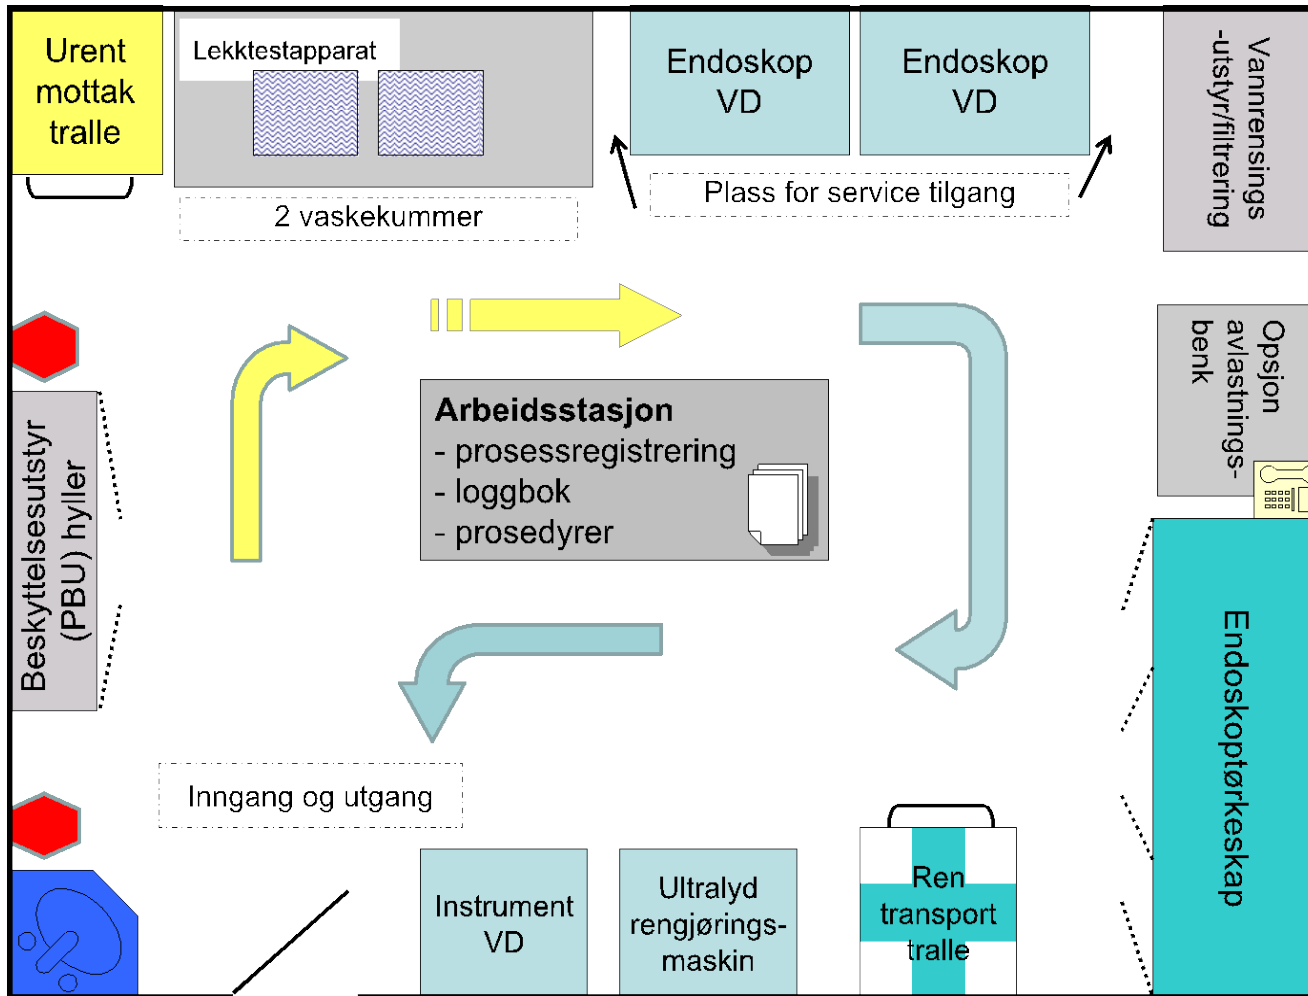 Urent
mottak
tralle
Lekktestapparat
2 vaskekummer
Endoskop
VD
Endoskop
VD
Plass for service tilgang
Vannrensings
-utstyr/filtrering
Opsjon
avlastnings-
benk
Arbeidsstasjon
- prosessregistrering
- loggbok
- prosedyrer
Beskyttelsesutstyr
(PBU) hyller
Endoskoptørkeskap
Inngang og utgang
Instrument
VD
Ultralyd
rengjørings-
maskin
Ren
transport
tralle